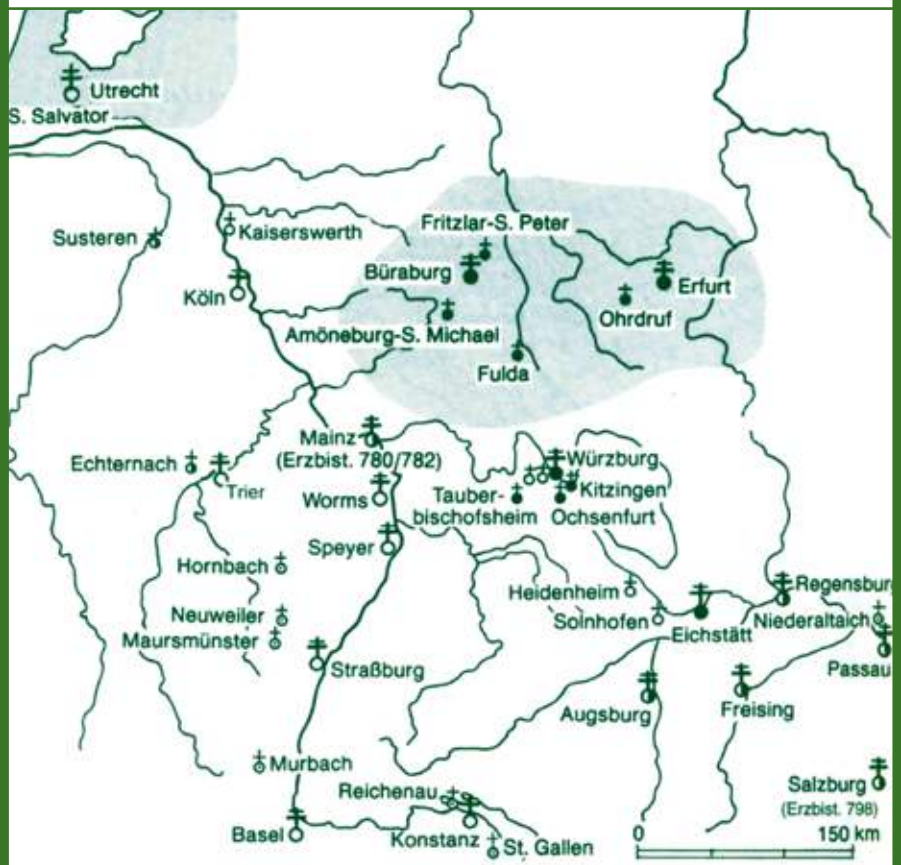 Utrecht
S. Salvator
Susteren
Kaiserswerth
Köln
Fritzlar-S. Peter
Büraburg
Erfurt
Ohrdruf
Amöneburg-S. Michael
Fulda
Mainz
(Erzbist. 780/782)
Echternach
Trier
Worms
Würzburg
Kitzingen
Tauber-
bischofsheim
Ochsenfurt
Speyer
Hornbach
Heidenheim
Regensburg
Neuweiler
Solnhofen
Niederaltaich
Maursmünster
Eichstätt
Straßburg
Passau
Augsburg
Freising
Murbach
Reichenau
Salzburg
(Erzbist. 798)
Basel
Konstanz
St. Gallen
0 150 km